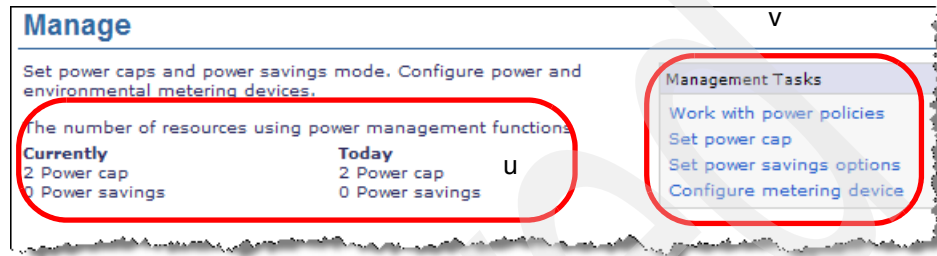 v
Manage
Set power caps and power savings mode. Configure power and
environmental metering devices.
The number of resources using power management functions
Currently Today
2 Power cap 2 Power cap
0 Power savings 0 Power savings
u
Management Tasks
Work with power policies
Set power cap
Set power savings options
Configure metering device